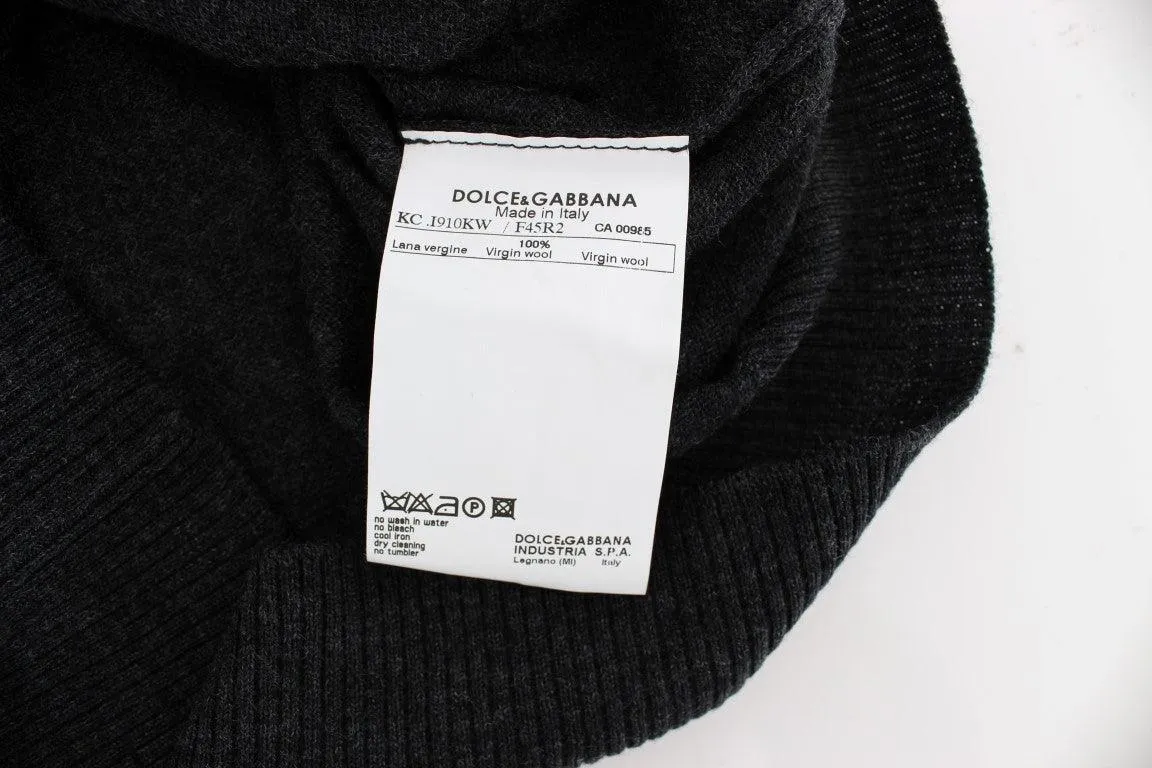 DOLCE&GABBANA
Made in Italy
KC .I910KW / F45R2 CA 00985
100%
Lana vergine Virgin wool Virgin wool
P
no wash in water
no bleach
cool iron
dry cleaning
no tumbler
DOLCE&GABBANA
INDUSTRIA S.P.A.
Legnano (MI) Italy